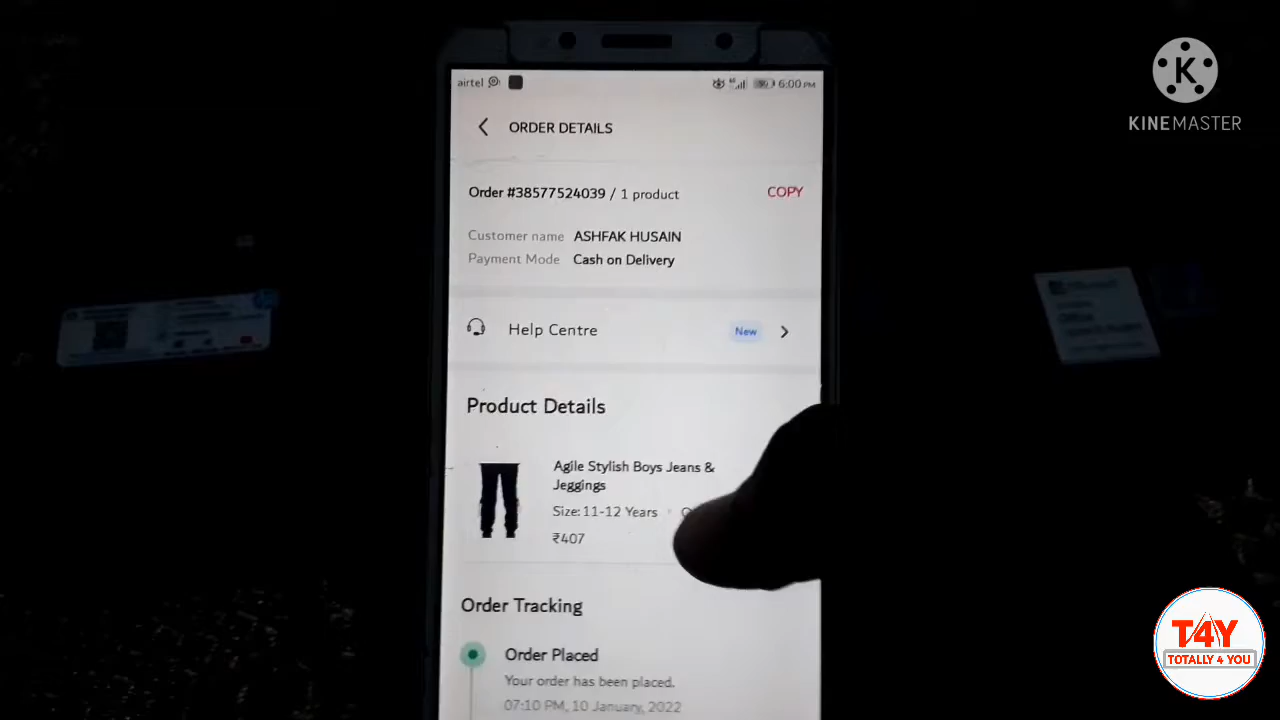 airtel
6:00 PM
ORDER DETAILS
Order #38577524039 / 1 product
COPY
Customer name ASHFAK HUSAIN
Payment Mode Cash on Delivery
Help Centre
New
Product Details
Agile Stylish Boys Jeans &
Jeggings
Size: 11-12 Years
₹407
Order Tracking
Order Placed
Your order has been placed.
07:10 PM, 10 January, 2022
K
KINEMASTER
T4Y
TOTALLY 4 YOU